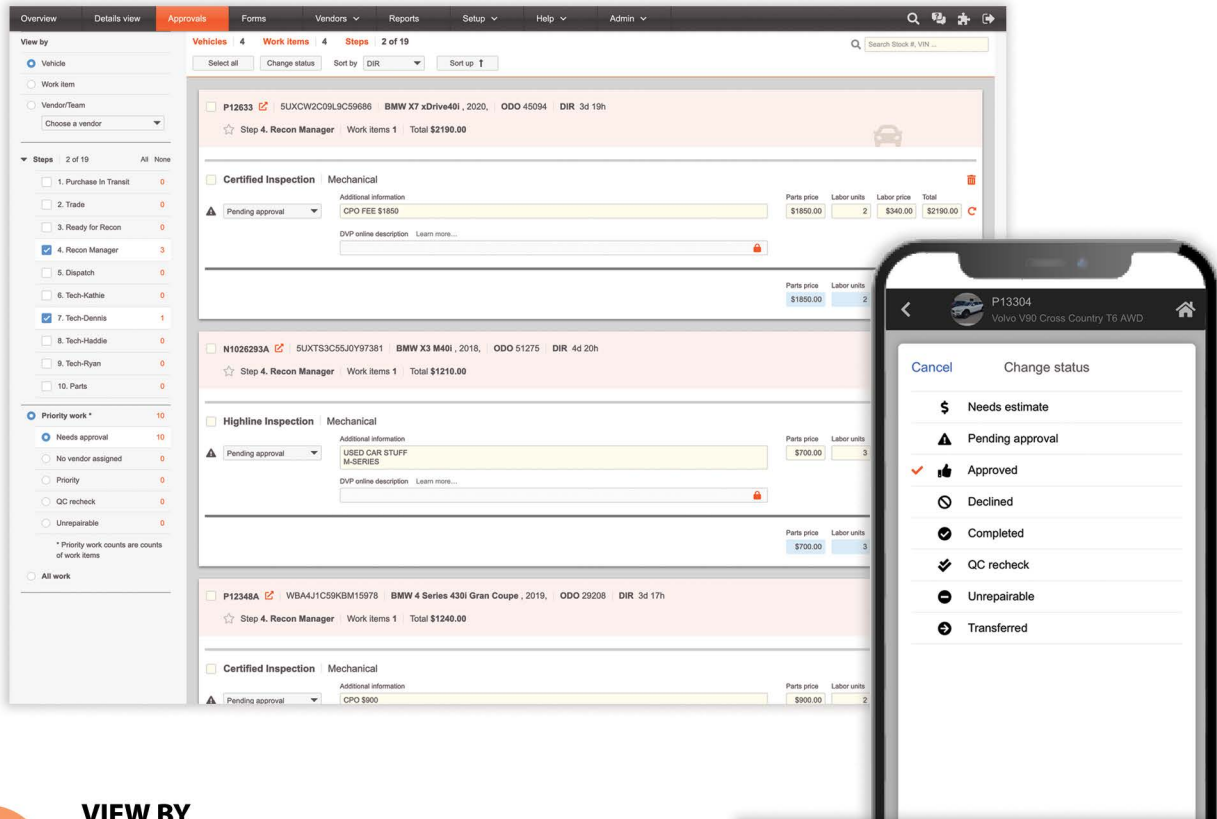 Overview Details view Approvals Forms Vendors Reports Setup Help Admin
View by
Vehicle
Work item
Vendor/Team
Choose a vendor
Steps 2 of 19 All None
1. Purchase In Transit 0
2. Trade 0
3. Ready for Recon 0
4. Recon Manager 3
5. Dispatch 0
6. Tech-Kathie 0
7. Tech-Dennis 1
8. Tech-Haddie 0
9. Tech-Ryan 0
10. Parts 0
Priority work * 10
Needs approval 10
No vendor assigned 0
Priority 0
QC recheck 0
Unrepairable 0
* Priority work counts are counts
of work items
All work
Vehicles 4 Work items 4 Steps 2 of 19
Search Stock #, VIN ...
Select all Change status Sort by DIR Sort up ↑
P12633 5UXCW2C09L9C59686 BMW X7 xDrive40i , 2020, ODO 45094 DIR 3d 19h
Step 4. Recon Manager Work items 1 Total $2190.00
Certified Inspection Mechanical
Additional information Parts price Labor units Labor price Total
Pending approval CPO FEE $1850 $1850.00 2 $340.00 $2190.00
DVP online description Learn more...
Parts price Labor units
$1850.00 2
N1026293A 5UXTS3C55J0Y97381 BMW X3 M40i , 2018, ODO 51275 DIR 4d 20h
Step 4. Recon Manager Work items 1 Total $1210.00
Highline Inspection Mechanical
Additional information Parts price Labor units
Pending approval USED CAR STUFF $700.00 3
M-SERIES
DVP online description Learn more...
Parts price Labor units
$700.00 3
P12348A WBA4J1C59KBM15978 BMW 4 Series 430i Gran Coupe , 2019, ODO 29208 DIR 3d 17h
Step 4. Recon Manager Work items 1 Total $1240.00
Certified Inspection Mechanical
Additional information Parts price Labor units
Pending approval CPO $900 $900.00 2
P13304
Volvo V90 Cross Country T6 AWD
Cancel Change status
$ Needs estimate
Pending approval
Approved
Declined
Completed
QC recheck
Unrepairable
Transferred
VIEW BY